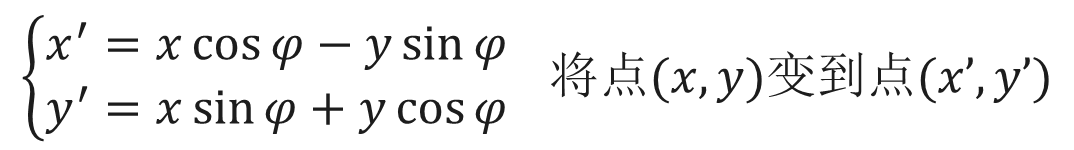 x′ = x cos φ − y sin φ
y′ = x sin φ + y cos φ
将点(x, y)变到点(x’, y’)